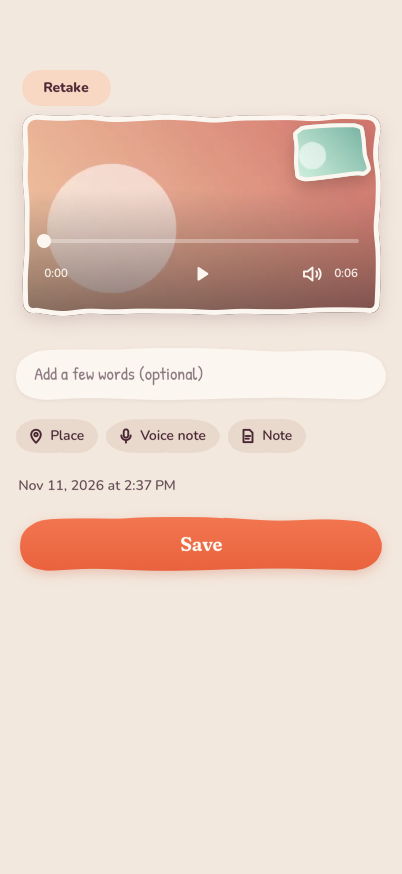 Retake
0:00 0:06
Add a few words (optional)
Place Voice note Note
Nov 11, 2026 at 2:37 PM
Save